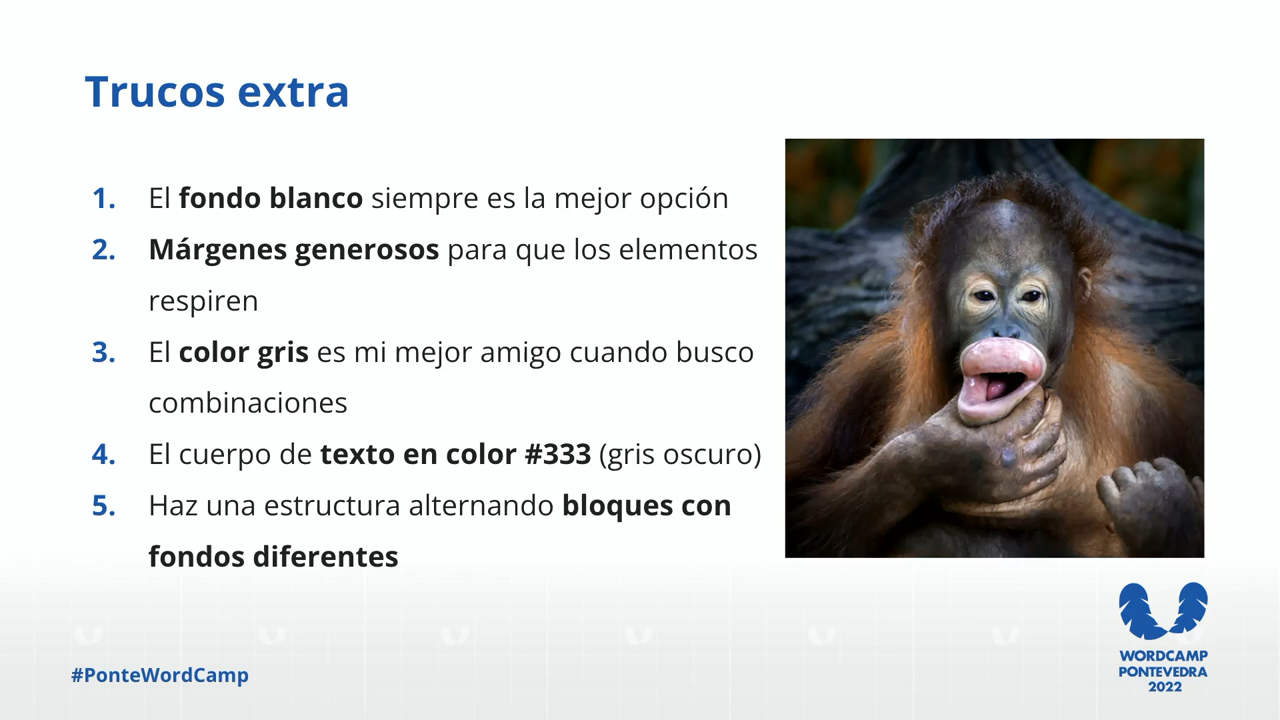 Trucos extra
1. El fondo blanco siempre es la mejor opción
2. Márgenes generosos para que los elementos
respiren
3. El color gris es mi mejor amigo cuando busco
combinaciones
4. El cuerpo de texto en color #333 (gris oscuro)
5. Haz una estructura alternando bloques con
fondos diferentes
#PonteWordCamp
WORDCAMP
PONTEVEDRA
2022